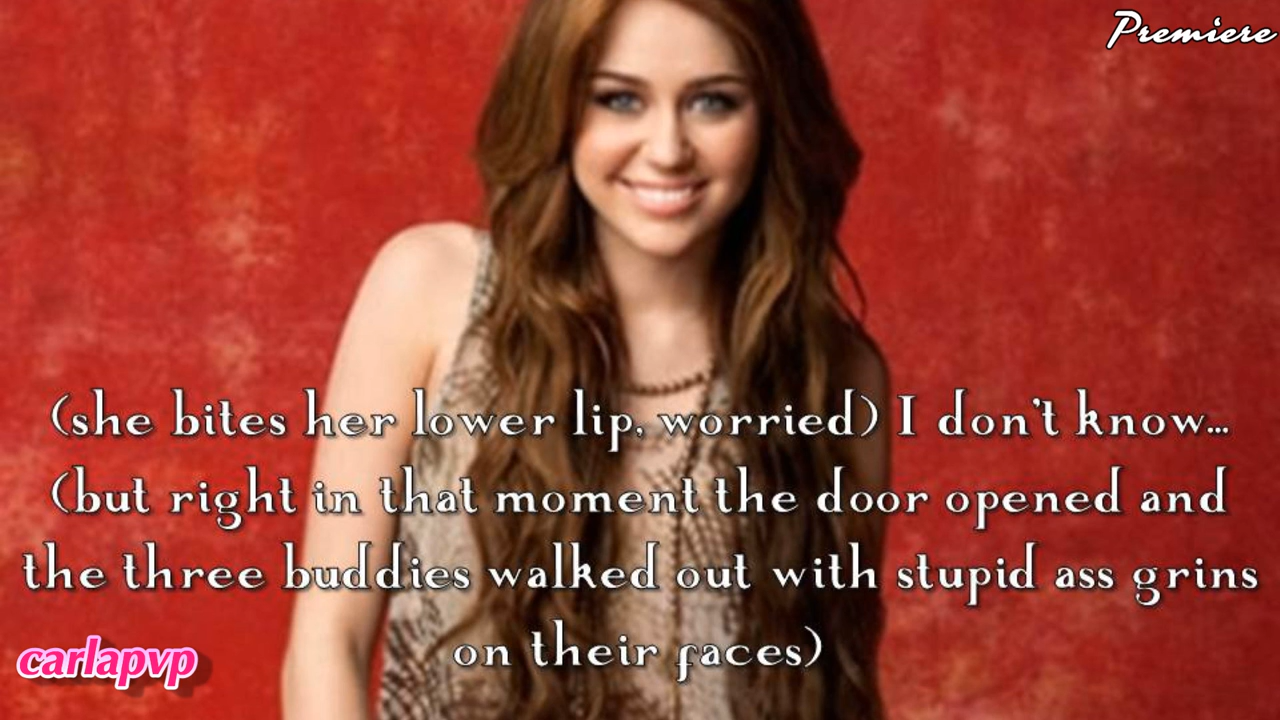 Premiere
(she bites her lower lip, worried) I don't know...
(but right in that moment the door opened and
the three buddies walked out with stupid ass grins
on their faces)
carlapvp